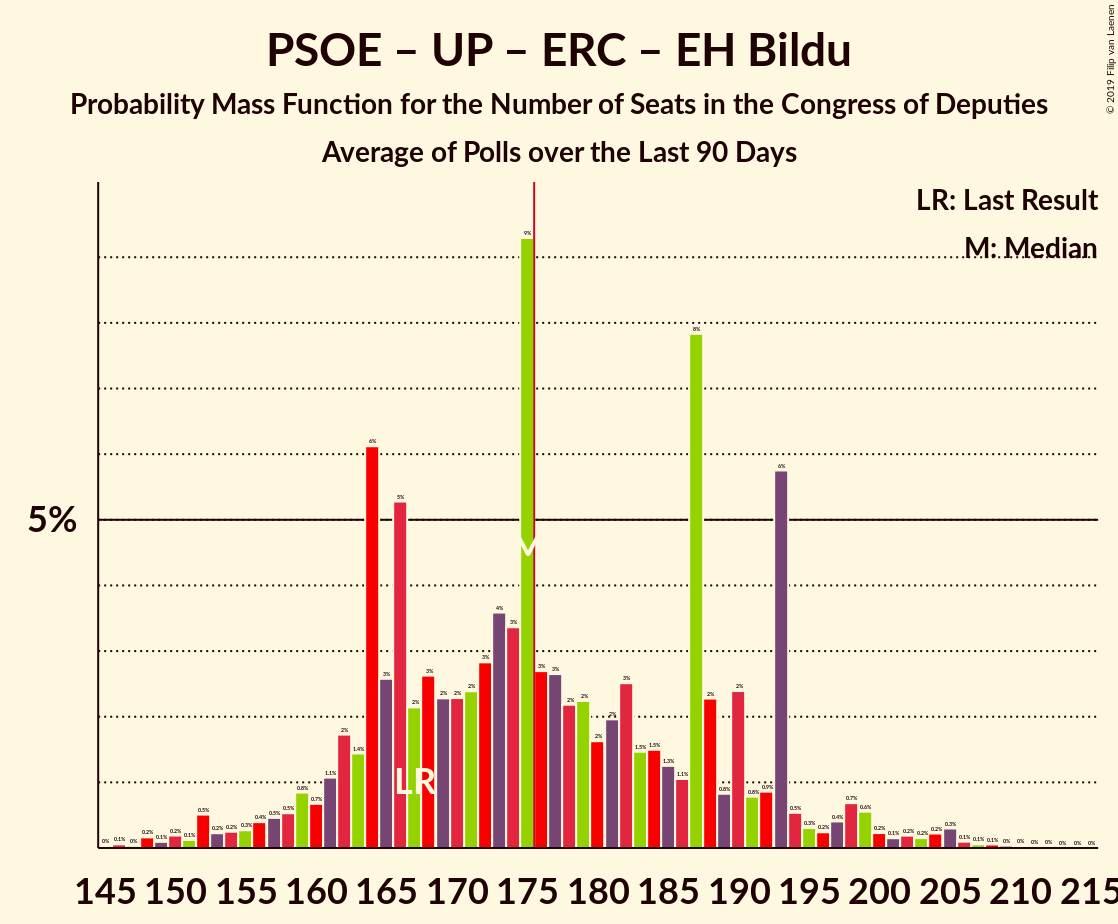 PSOE – UP – ERC – EH Bildu
Probability Mass Function for the Number of Seats in the Congress of Deputies
Average of Polls over the Last 90 Days
© 2019 Filip van Laenen
LR: Last Result
M: Median
5%
0% 0.1% 0% 0.2% 0.1% 0.2% 0.1% 0.5% 0.2% 0.2% 0.3% 0.4% 0.5% 0.5% 0.8% 0.7% 1.1% 2% 1.4% 6% 3% 5% 2% 3% 2% 2% 2% 3% 4% 3% 9% 3% 3% 2% 2% 2% 2% 3% 1.5% 1.5% 1.3% 1.1% 8% 2% 0.8% 2% 0.8% 0.9% 6% 0.5% 0.3% 0.2% 0.4% 0.7% 0.6% 0.2% 0.1% 0.2% 0.2% 0.2% 0.3% 0.1% 0.1% 0.1% 0% 0% 0% 0% 0% 0% 0%
M
LR
145 150 155 160 165 170 175 180 185 190 195 200 205 210 215